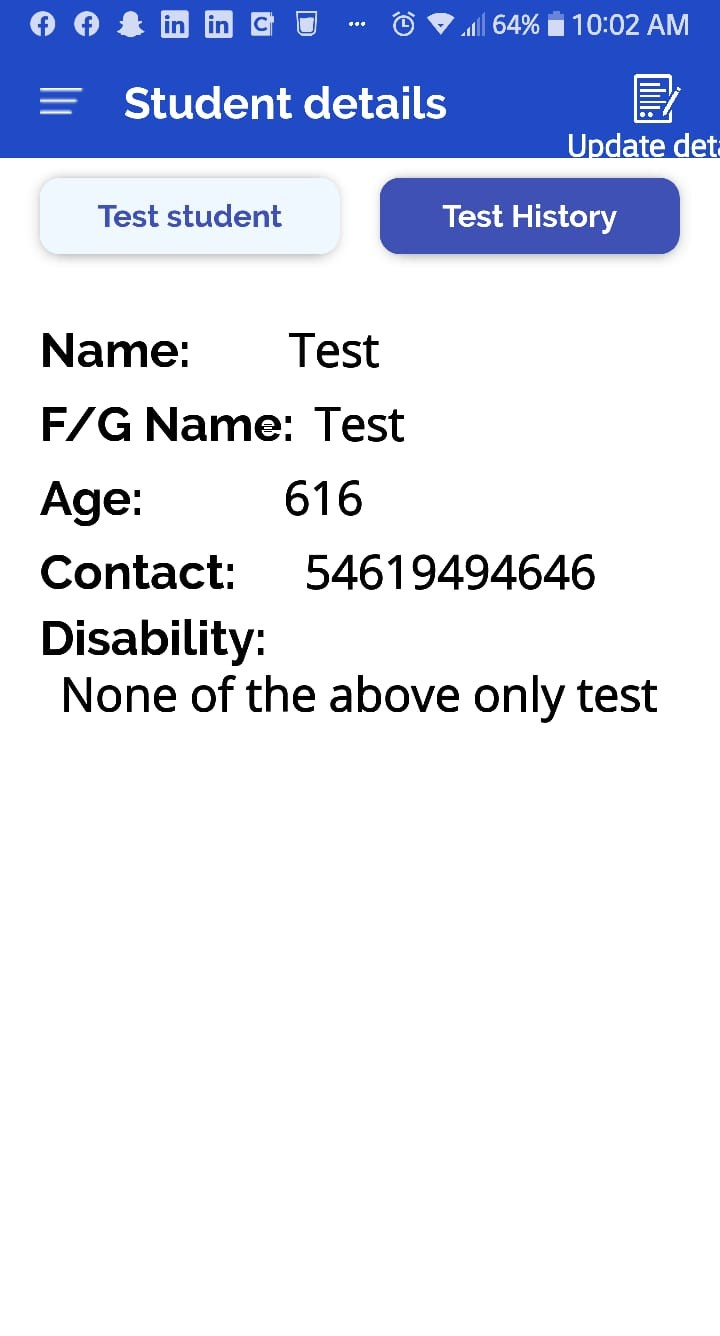 64% 10:02 AM
Student details
Update det
Test student Test History
Name: Test
F/G Name: Test
Age: 616
Contact: 54619494646
Disability:
None of the above only test